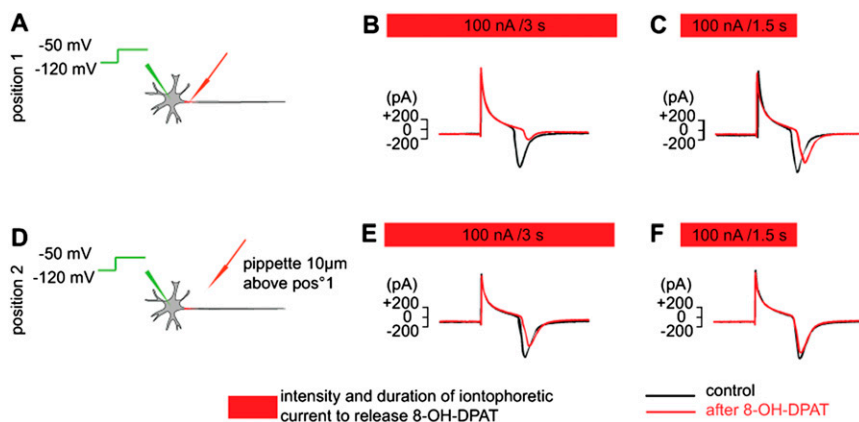 A
B
100 nA /3 s
C
100 nA /1.5 s
position 1
-50 mV
-120 mV
(pA)
+200
0
-200
(pA)
+200
0
-200
D
E
100 nA /3 s
F
100 nA /1.5 s
position 2
-50 mV
-120 mV
pippette 10µm
above pos°1
(pA)
+200
0
-200
(pA)
+200
0
-200
intensity and duration of iontophoretic
current to release 8-OH-DPAT
control
after 8-OH-DPAT